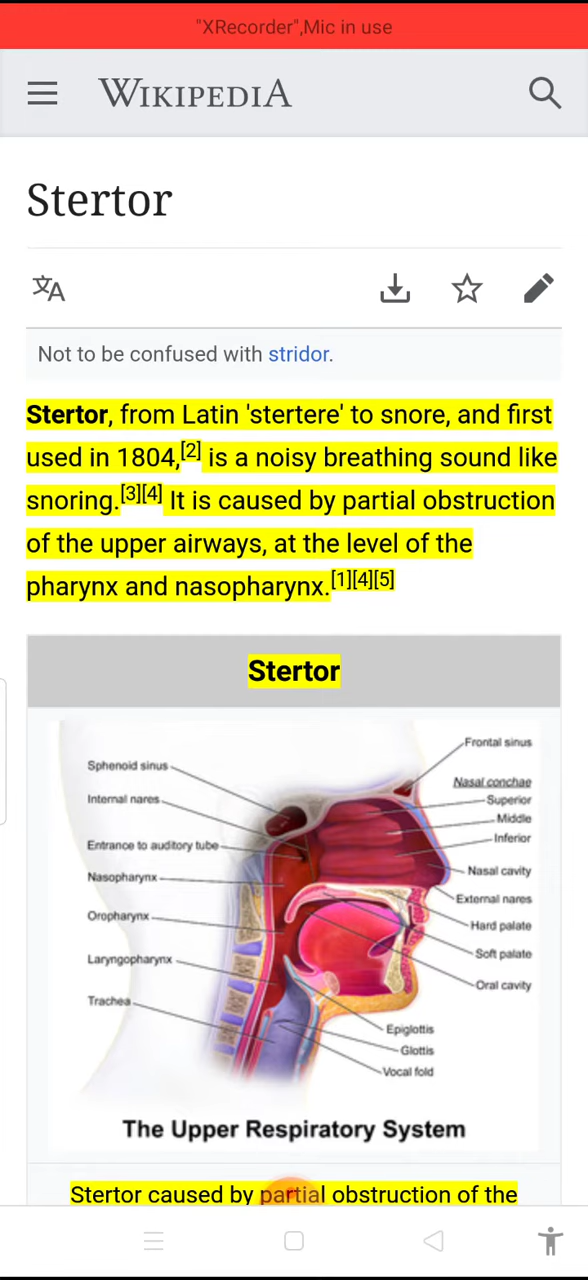 "XRecorder",Mic in use
WIKIPEDIA
Stertor
Not to be confused with stridor.
Stertor, from Latin 'stertere' to snore, and first
used in 1804,[2] is a noisy breathing sound like
snoring.[3][4] It is caused by partial obstruction
of the upper airways, at the level of the
pharynx and nasopharynx.[1][4][5]
Stertor
Frontal sinus
Sphenoid sinus
Nasal conchae
Internal nares
Superior
Middle
Inferior
Entrance to auditory tube
Nasal cavity
Nasopharynx
External nares
Oropharynx
Hard palate
Soft palate
Laryngopharynx
Oral cavity
Trachea
Epiglottis
Glottis
Vocal fold
The Upper Respiratory System
Stertor caused by partial obstruction of the